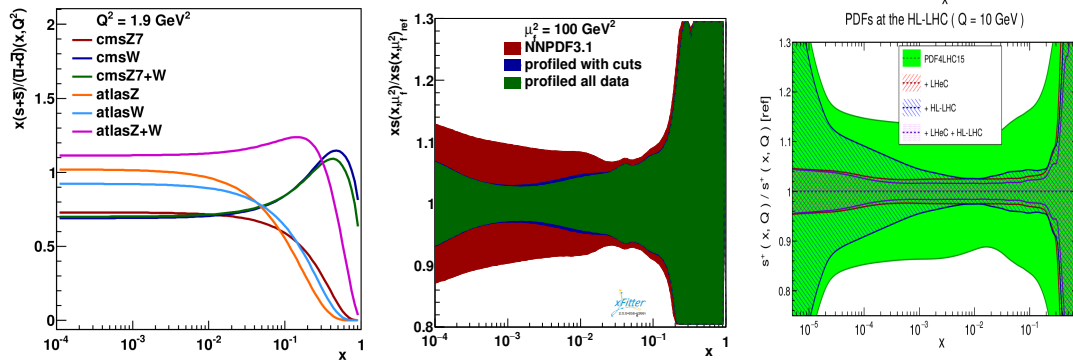 x(s+s̅)/(u̅+d̅)(x,Q²)
Q² = 1.9 GeV²
cmsZ7
cmsW
cmsZ7+W
atlasZ
atlasW
atlasZ+W
2
1.5
1
0.5
0
10⁻⁴ 10⁻³ 10⁻² 10⁻¹ 1
x
xs(x,μ_f²)/xs(x,μ_f²)_ref
μ_f² = 100 GeV²
NNPDF3.1
profiled with cuts
profiled all data
1.3
1.2
1.1
1.0
0.9
0.8
xFitter
10⁻⁴ 10⁻³ 10⁻² 10⁻¹ 1
x
PDFs at the HL-LHC ( Q = 10 GeV )
s⁺ ( x, Q ) / s⁺ ( x, Q ) [ref]
PDF4LHC15
+ LHeC
+ HL-LHC
+ LHeC + HL-LHC
1.3
1.2
1.1
1
0.9
0.8
10⁻⁵ 10⁻⁴ 10⁻³ 10⁻² 10⁻¹
x